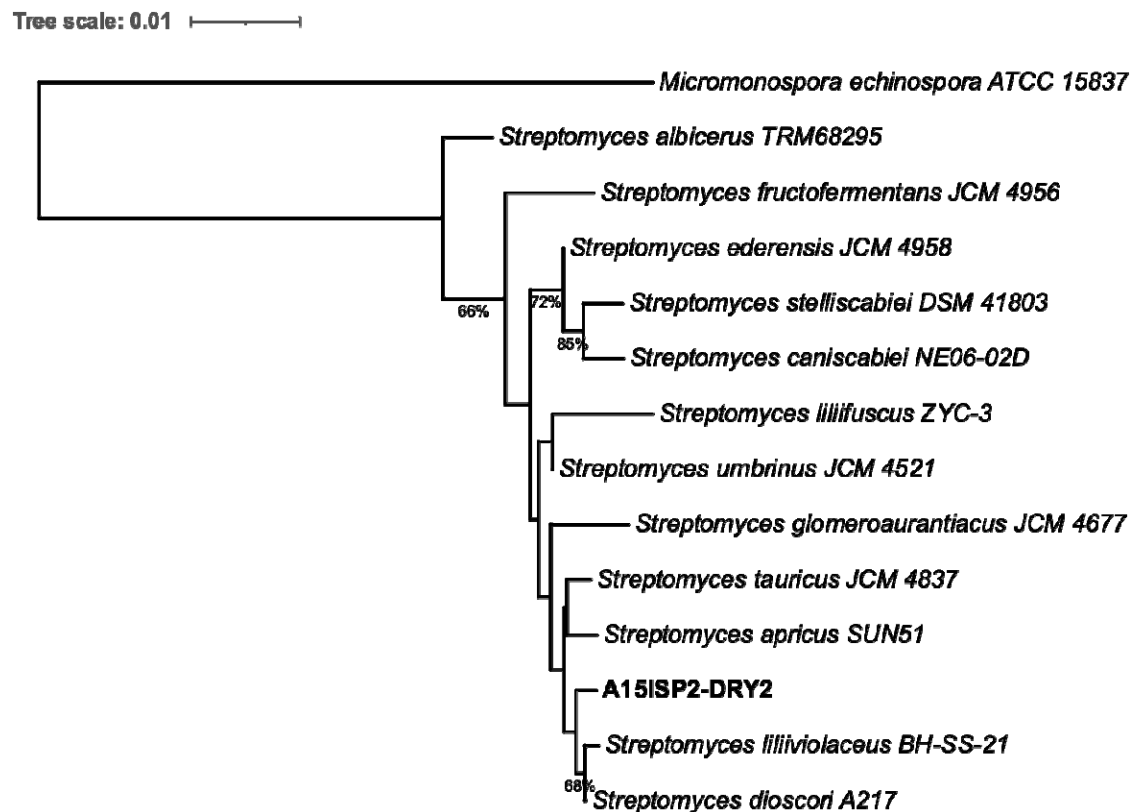 Tree scale: 0.01
Micromonospora echinospora ATCC 15837
Streptomyces albicerus TRM68295
Streptomyces fructofermentans JCM 4956
Streptomyces ederensis JCM 4958
72%
Streptomyces stelliscabiei DSM 41803
66%
85%
Streptomyces caniscabiei NE06-02D
Streptomyces liliifuscus ZYC-3
Streptomyces umbrinus JCM 4521
Streptomyces glomeroaurantiacus JCM 4677
Streptomyces tauricus JCM 4837
Streptomyces apricus SUN51
A15ISP2-DRY2
Streptomyces liliiviolaceus BH-SS-21
68%
Streptomyces dioscori A217